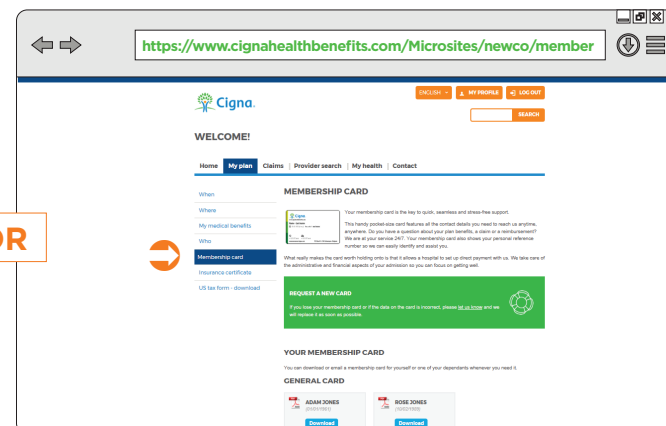 https://www.cignahealthbenefits.com/Microsites/newco/member
Cigna.
ENGLISH
MY PROFILE
LOG OUT
SEARCH
WELCOME!
Home
My plan
Claims | Provider search | My health | Contact
When
Where
My medical benefits
Who
Membership card
Insurance certificate
US tax form - download
OR
MEMBERSHIP CARD
Cigna
Your membership card is the key to quick, seamless and stress-free support.
This handy pocket-size card features all the contact details you need to reach us anytime,
anywhere. Do you have a question about your plan benefits, a claim or a reimbursement?
We are at your service 24/7. Your membership card also shows your personal reference
number so we can easily identify and assist you.
What really makes the card worth holding onto is that it allows a hospital to set up direct payment with us. We take care of
the administrative and financial aspects of your admission so you can focus on getting well.
REQUEST A NEW CARD
If you lose your membership card or if the data on the card is incorrect, please let us know and we
will replace it as soon as possible.
YOUR MEMBERSHIP CARD
You can download or email a membership card for yourself or one of your dependants whenever you need it.
GENERAL CARD
ADAM JONES
Download
ROSE JONES
Download